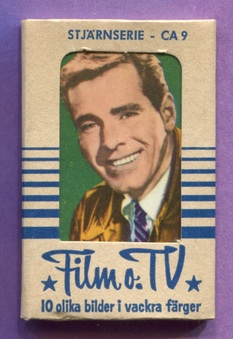 STJÄRNSERIE - CA 9
Film o. TV
10 olika bilder i vackra färger